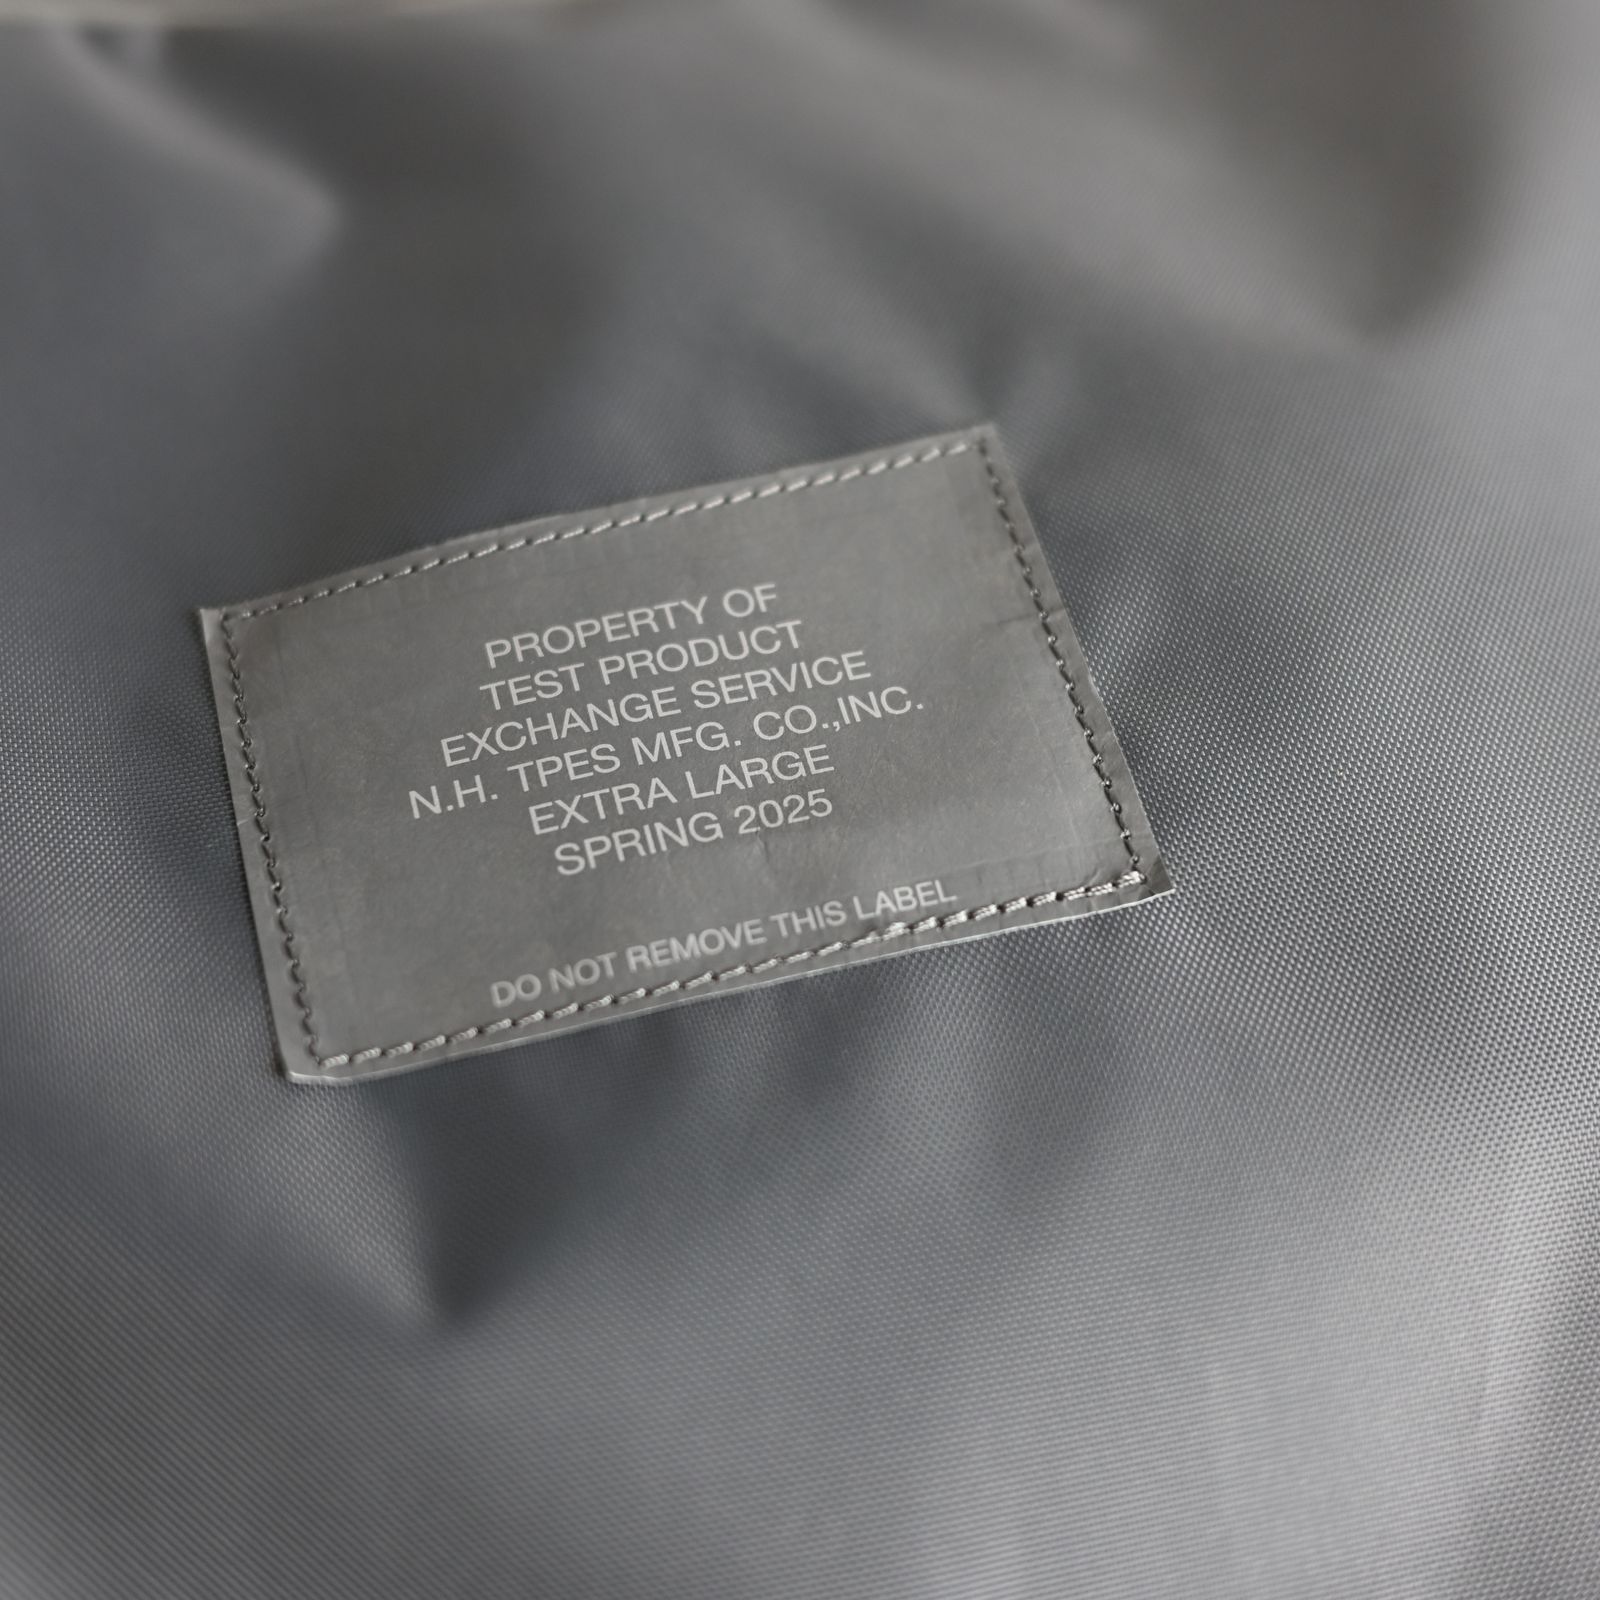 PROPERTY OF
TEST PRODUCT
EXCHANGE SERVICE
N.H. TPES MFG. CO.,INC.
EXTRA LARGE
SPRING 2025
DO NOT REMOVE THIS LABEL